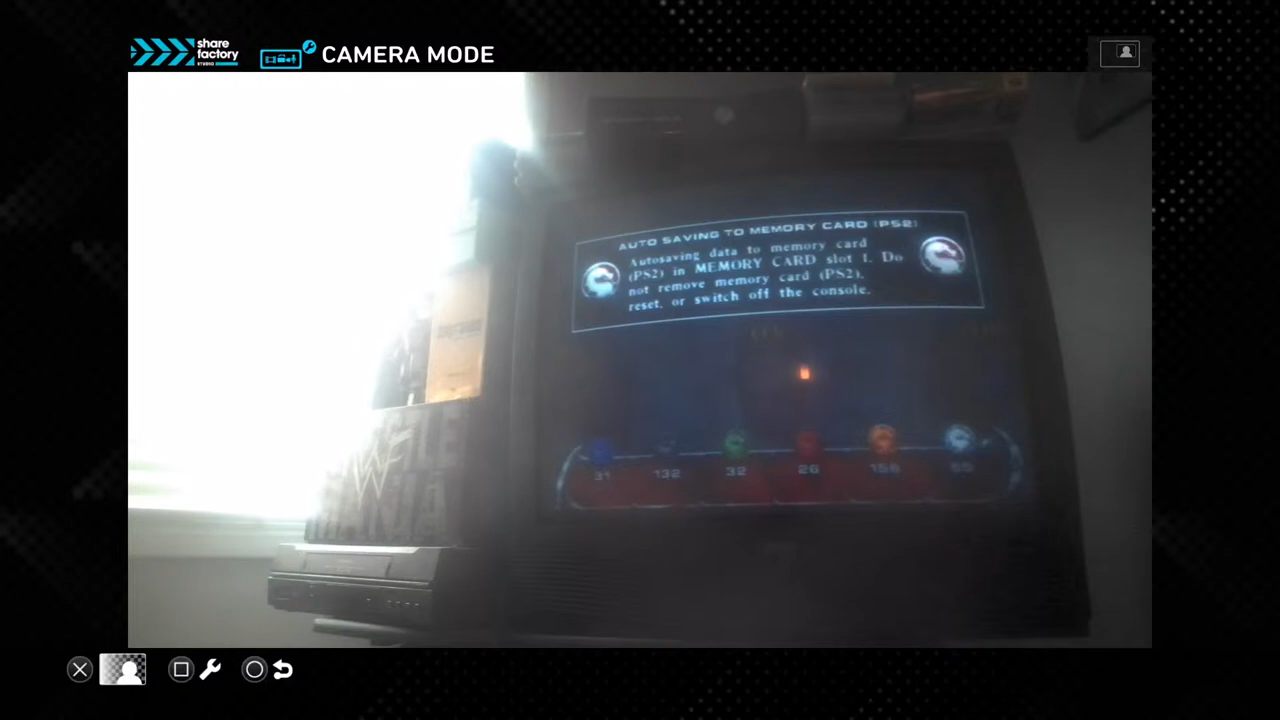 share
factory
STUDIO
CAMERA MODE
AUTO SAVING TO MEMORY CARD (PS2)
Autosaving data to memory card
(PS2) in MEMORY CARD slot 1. Do
not remove memory card (PS2),
reset, or switch off the console.
31 132 32 26 156 55